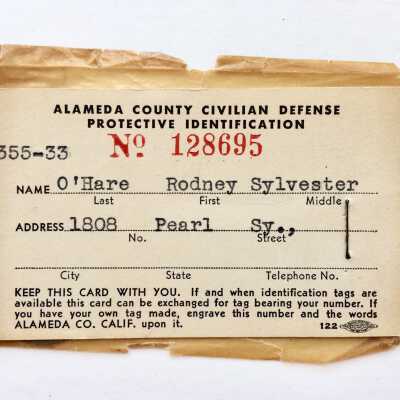 ALAMEDA COUNTY CIVILIAN DEFENSE
PROTECTIVE IDENTIFICATION
355-33 Nº 128695
NAME O'Hare Rodney Sylvester
Last First Middle
ADDRESS 1808 Pearl Sy.,
No. Street
City State Telephone No.
KEEP THIS CARD WITH YOU. If and when identification tags are
available this card can be exchanged for tag bearing your number. If
you have your own tag made, engrave this number and the words
ALAMEDA CO. CALIF. upon it. 122